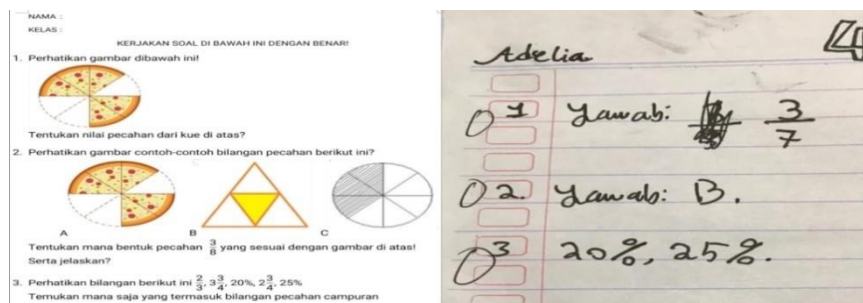 NAMA :
KELAS :
KERJAKAN SOAL DI BAWAH INI DENGAN BENAR!
1. Perhatikan gambar dibawah ini!
Tentukan nilai pecahan dari kue di atas?
2. Perhatikan gambar contoh-contoh bilangan pecahan berikut ini?
A B C
Tentukan mana bentuk pecahan 3/8 yang sesuai dengan gambar di atas!
Serta jelaskan?
3. Perhatikan bilangan berikut ini 2/3, 3 3/4, 20%, 2 3/4, 25%
Temukan mana saja yang termasuk bilangan pecahan campuran
4
Adelia
1 Jawab: 3/7
2. Jawab: B.
3 20%, 25%.